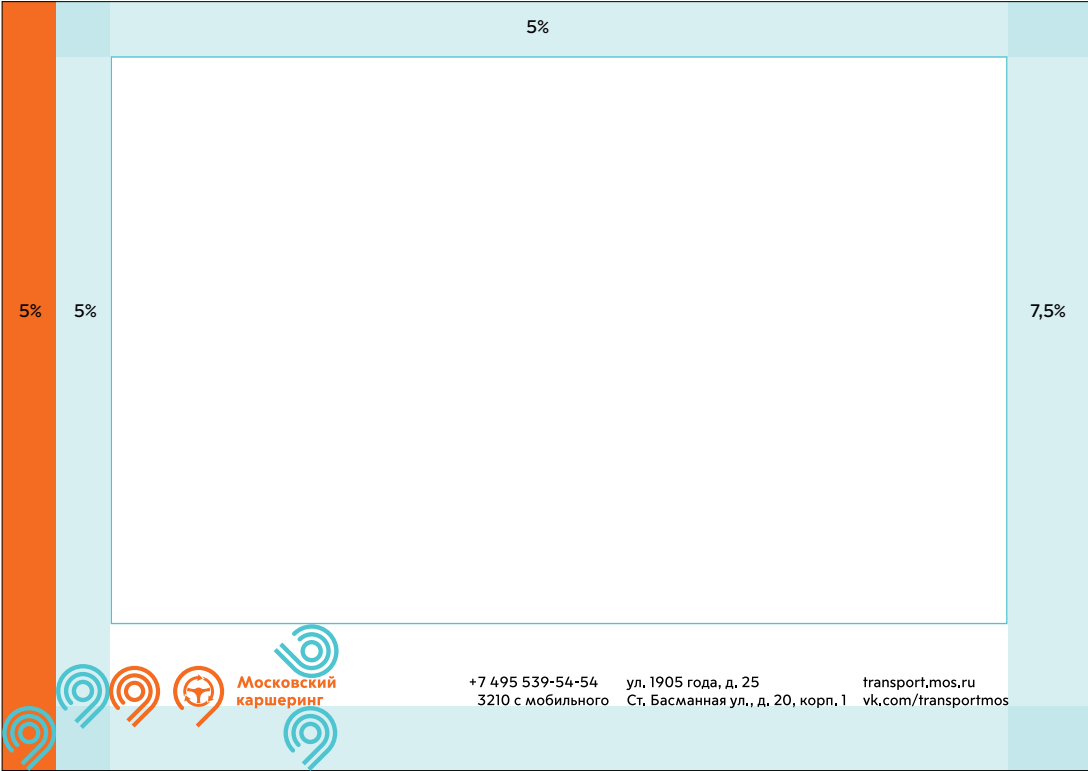 5%
5%
5%
7,5%
Московский
каршеринг
+7 495 539-54-54
3210 с мобильного
ул. 1905 года, д. 25
Ст. Басманная ул., д. 20, корп. 1
transport.mos.ru
vk.com/transportmos